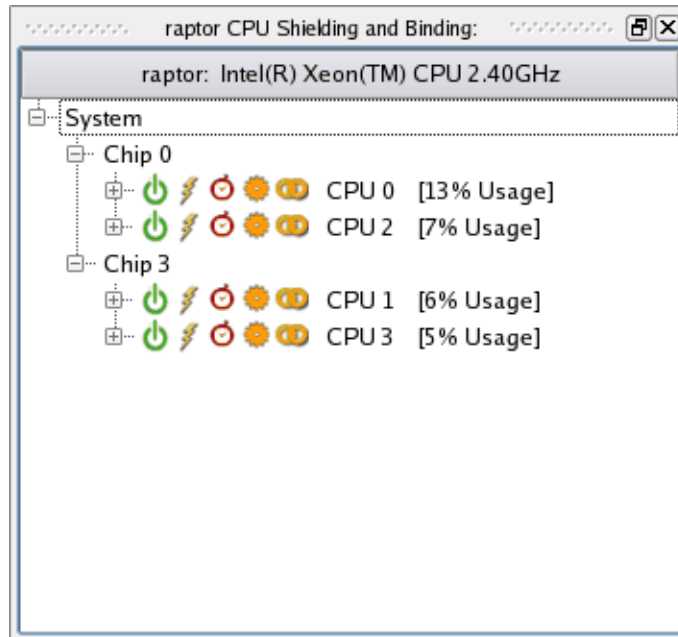 raptor CPU Shielding and Binding:
raptor: Intel(R) Xeon(TM) CPU 2.40GHz
System
Chip 0
CPU 0 [13% Usage]
CPU 2 [7% Usage]
Chip 3
CPU 1 [6% Usage]
CPU 3 [5% Usage]